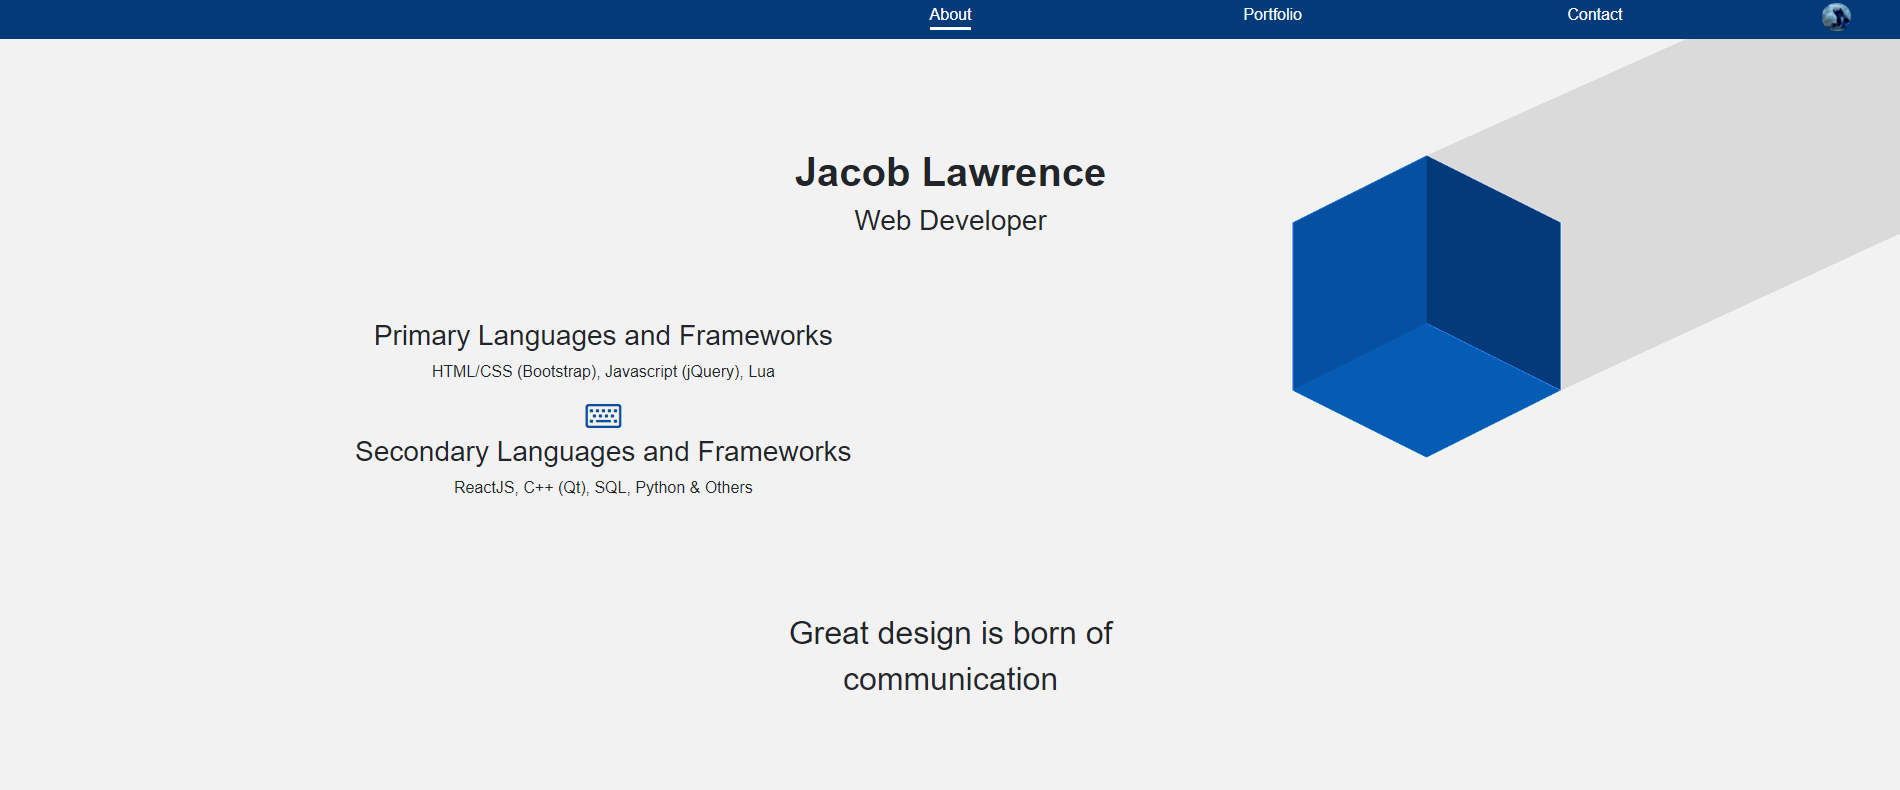 About
Portfolio
Contact
Jacob Lawrence
Web Developer
Primary Languages and Frameworks
HTML/CSS (Bootstrap), Javascript (jQuery), Lua
Secondary Languages and Frameworks
ReactJS, C++ (Qt), SQL, Python & Others
Great design is born of
communication